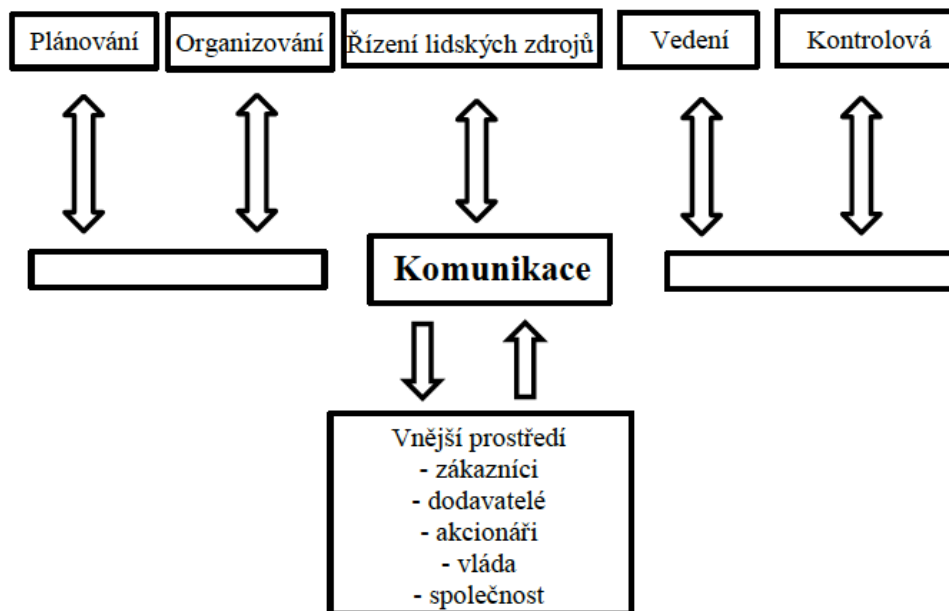 Plánování
Organizování
Řízení lidských zdrojů
Vedení
Kontrolová
Komunikace
Vnější prostředí
- zákazníci
- dodavatelé
- akcionáři
- vláda
- společnost